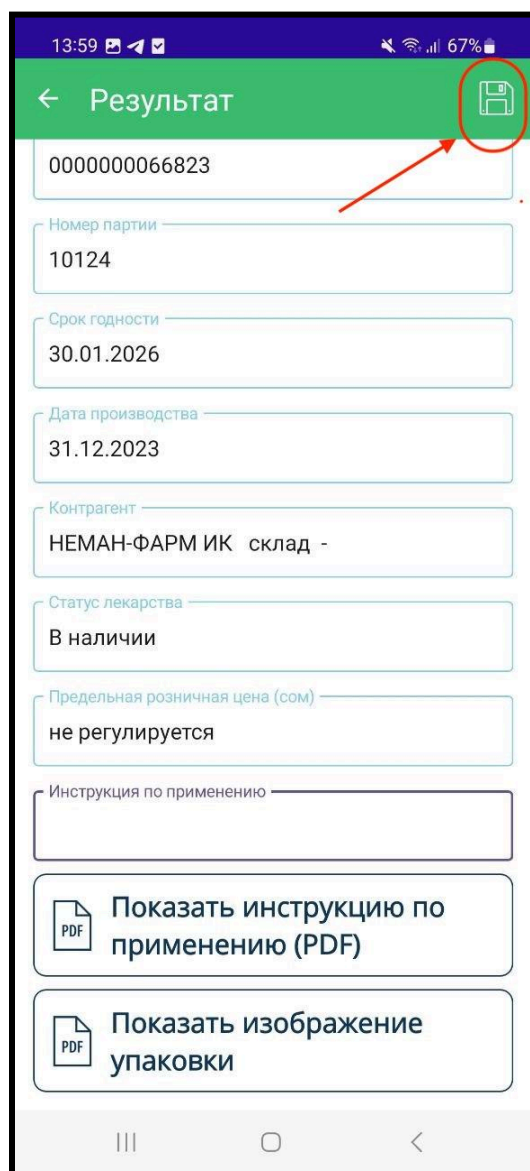 13:59 67%
Результат
0000000066823
Номер партии
10124
Срок годности
30.01.2026
Дата производства
31.12.2023
Контрагент
НЕМАН-ФАРМ ИК склад -
Статус лекарства
В наличии
Предельная розничная цена (сом)
не регулируется
Инструкция по применению
PDF
Показать инструкцию по
применению (PDF)
PDF
Показать изображение
упаковки